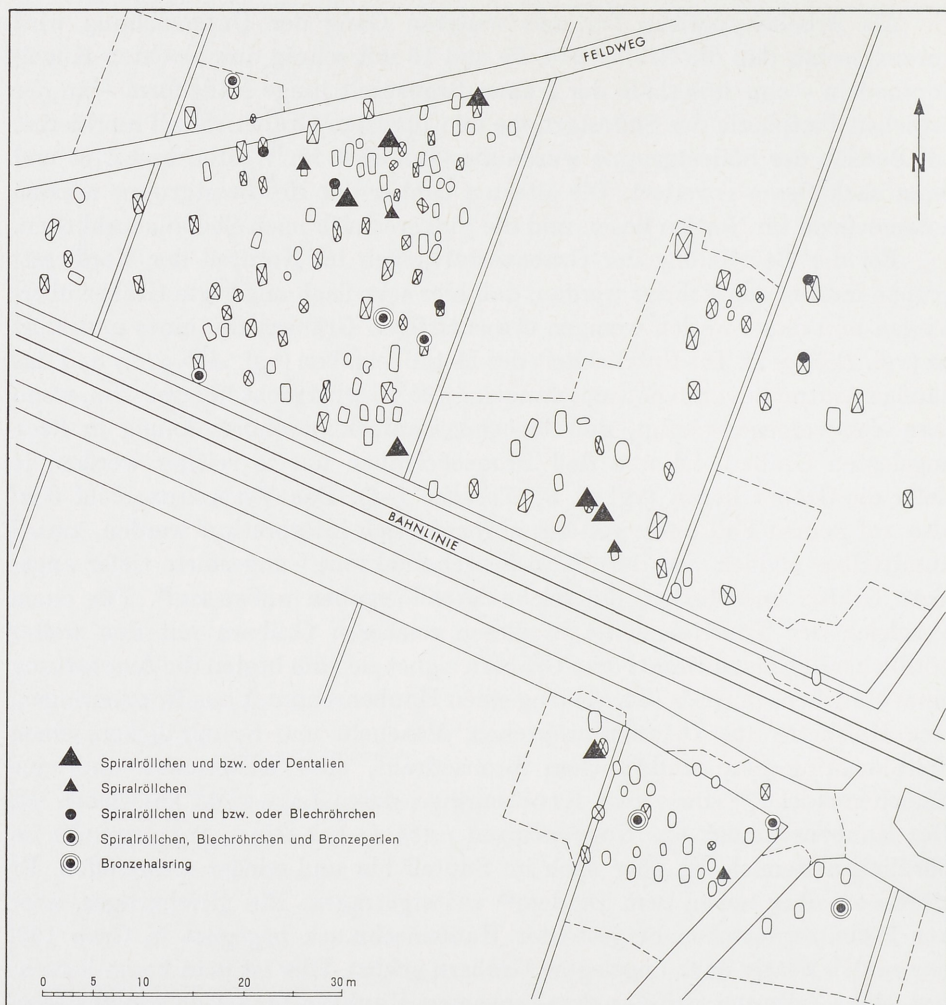 FELDWEG
N
BAHNLINIE
Spiralröllchen und bzw. oder Dentalien
Spiralröllchen
Spiralröllchen und bzw. oder Blechröhrchen
Spiralröllchen, Blechröhrchen und Bronzeperlen
Bronzehalsring
0 5 10 20 30 m